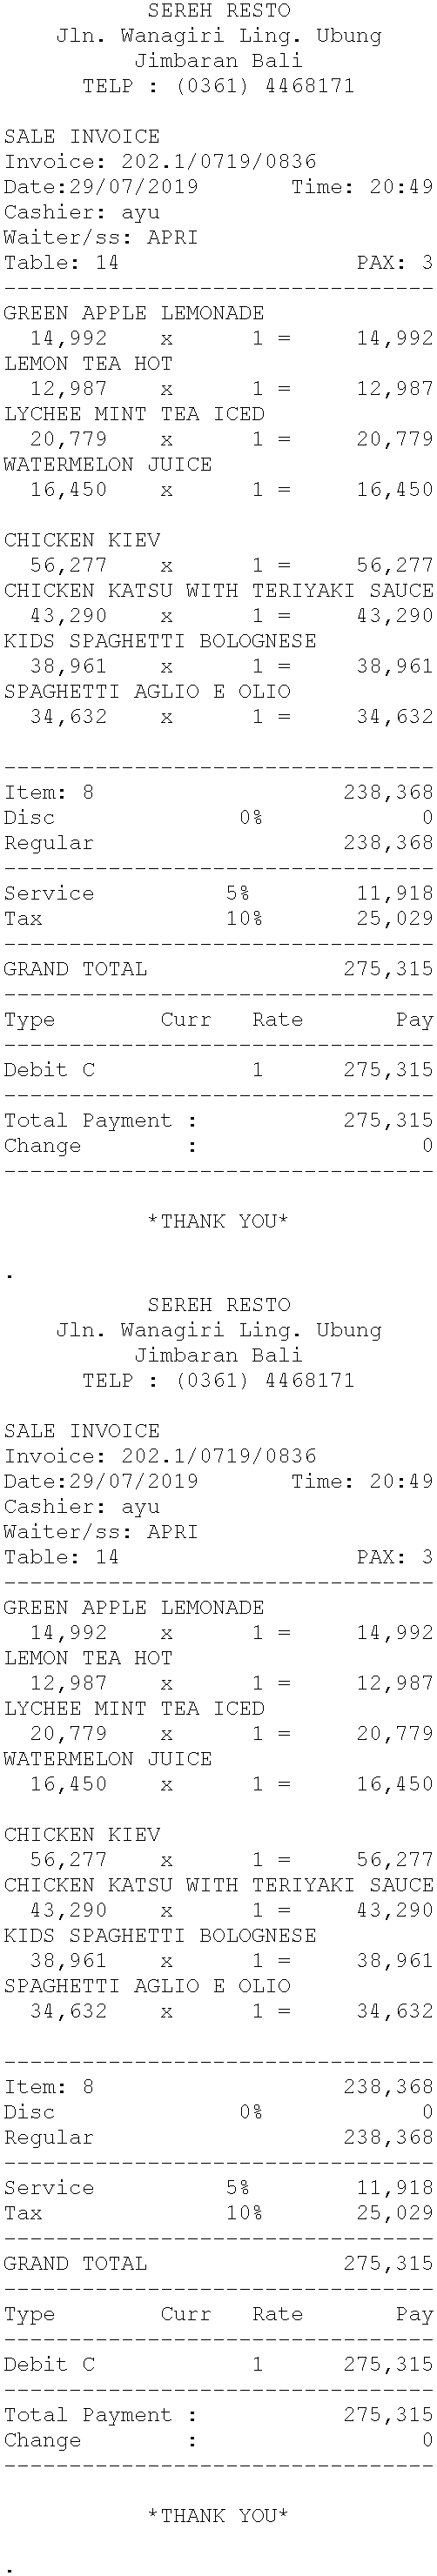 SEREH RESTO
Jln. Wanagiri Ling. Ubung
Jimbaran Bali
TELP : (0361) 4468171
SALE INVOICE
Invoice: 202.1/0719/0836
Date:29/07/2019 Time: 20:49
Cashier: ayu
Waiter/ss: APRI
Table: 14 PAX: 3
---------------------------------
GREEN APPLE LEMONADE
14,992 x 1 = 14,992
LEMON TEA HOT
12,987 x 1 = 12,987
LYCHEE MINT TEA ICED
20,779 x 1 = 20,779
WATERMELON JUICE
16,450 x 1 = 16,450
CHICKEN KIEV
56,277 x 1 = 56,277
CHICKEN KATSU WITH TERIYAKI SAUCE
43,290 x 1 = 43,290
KIDS SPAGHETTI BOLOGNESE
38,961 x 1 = 38,961
SPAGHETTI AGLIO E OLIO
34,632 x 1 = 34,632
---------------------------------
Item: 8 238,368
Disc 0% 0
Regular 238,368
---------------------------------
Service 5% 11,918
Tax 10% 25,029
---------------------------------
GRAND TOTAL 275,315
---------------------------------
Type Curr Rate Pay
---------------------------------
Debit C 1 275,315
---------------------------------
Total Payment : 275,315
Change : 0
---------------------------------
*THANK YOU*
.
SEREH RESTO
Jln. Wanagiri Ling. Ubung
Jimbaran Bali
TELP : (0361) 4468171
SALE INVOICE
Invoice: 202.1/0719/0836
Date:29/07/2019 Time: 20:49
Cashier: ayu
Waiter/ss: APRI
Table: 14 PAX: 3
---------------------------------
GREEN APPLE LEMONADE
14,992 x 1 = 14,992
LEMON TEA HOT
12,987 x 1 = 12,987
LYCHEE MINT TEA ICED
20,779 x 1 = 20,779
WATERMELON JUICE
16,450 x 1 = 16,450
CHICKEN KIEV
56,277 x 1 = 56,277
CHICKEN KATSU WITH TERIYAKI SAUCE
43,290 x 1 = 43,290
KIDS SPAGHETTI BOLOGNESE
38,961 x 1 = 38,961
SPAGHETTI AGLIO E OLIO
34,632 x 1 = 34,632
---------------------------------
Item: 8 238,368
Disc 0% 0
Regular 238,368
---------------------------------
Service 5% 11,918
Tax 10% 25,029
---------------------------------
GRAND TOTAL 275,315
---------------------------------
Type Curr Rate Pay
---------------------------------
Debit C 1 275,315
---------------------------------
Total Payment : 275,315
Change : 0
---------------------------------
*THANK YOU*
.